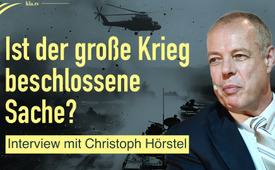 kla.tv
Ist der große Krieg
beschlossene
Sache?
Interview mit Christoph Hörstel